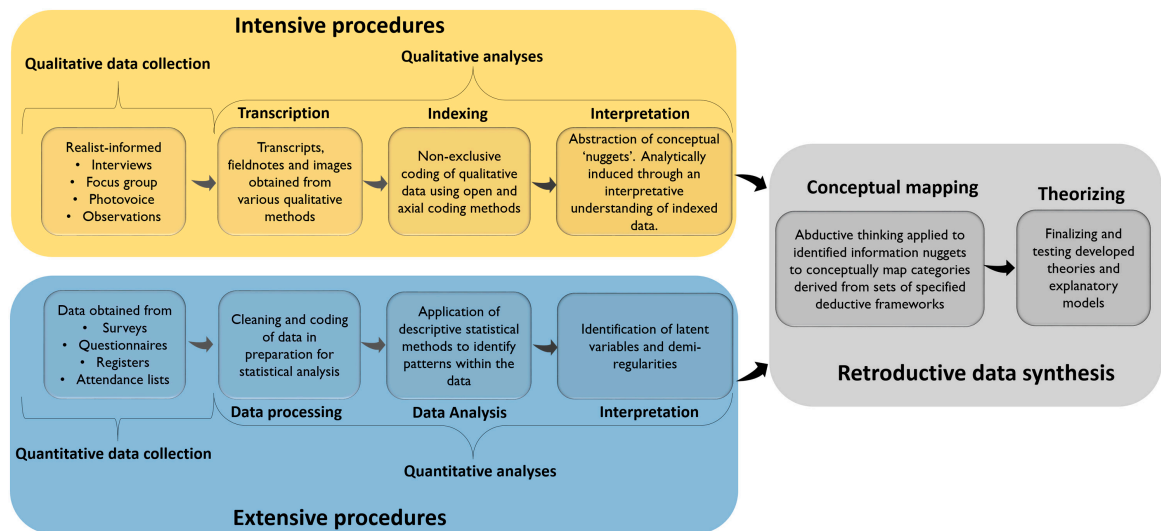 Intensive procedures
Qualitative data collection
Qualitative analyses
Transcription
Indexing
Interpretation
Realist-informed
• Interviews
• Focus group
• Photovoice
• Observations
Transcripts,
fieldnotes and images
obtained from
various qualitative
methods
Non-exclusive
coding of qualitative
data using open and
axial coding methods
Abstraction of conceptual
‘nuggets’. Analytically
induced through an
interpretative
understanding of indexed
data.
Extensive procedures
Data obtained from
• Surveys
• Questionnaires
• Registers
• Attendance lists
Cleaning and coding
of data in
preparation for
statistical analysis
Application of
descriptive statistical
methods to identify
patterns within the
data
Identification of latent
variables and demi-
regularities
Data processing
Data Analysis
Interpretation
Quantitative data collection
Quantitative analyses
Conceptual mapping
Theorizing
Abductive thinking applied to
identified information nuggets
to conceptually map categories
derived from sets of specified
deductive frameworks
Finalizing and
testing developed
theories and
explanatory
models
Retroductive data synthesis